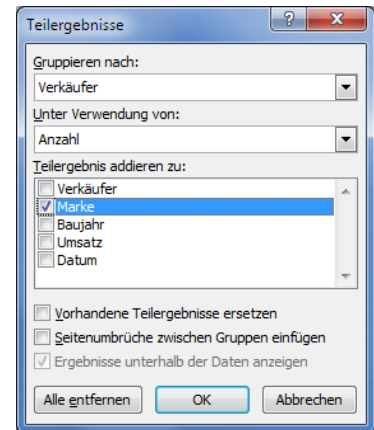 Teilergebnisse
Gruppieren nach:
Verkäufer
Unter Verwendung von:
Anzahl
Teilergebnis addieren zu:
Verkäufer
Marke
Baujahr
Umsatz
Datum
Vorhandene Teilergebnisse ersetzen
Seitenumbrüche zwischen Gruppen einfügen
Ergebnisse unterhalb der Daten anzeigen
Alle entfernen OK Abbrechen